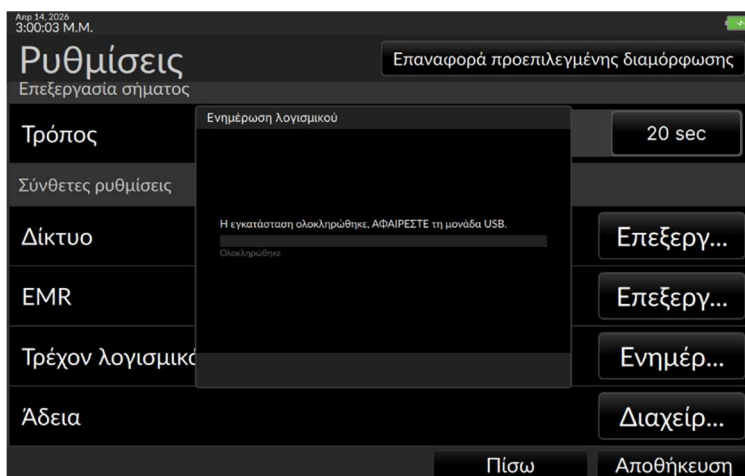 Απρ 14, 2026
3:00:03 Μ.Μ.
Ρυθμίσεις
Επαναφορά προεπιλεγμένης διαμόρφωσης
Επεξεργασία σήματος
Τρόπος
20 sec
Ενημέρωση λογισμικού
Σύνθετες ρυθμίσεις
Η εγκατάσταση ολοκληρώθηκε, ΑΦΑΙΡΕΣΤΕ τη μονάδα USB.
Ολοκληρώθηκε
Δίκτυο
Επεξεργ...
EMR
Επεξεργ...
Τρέχον λογισμικό
Ενημέρ...
Άδεια
Διαχείρ...
Πίσω
Αποθήκευση